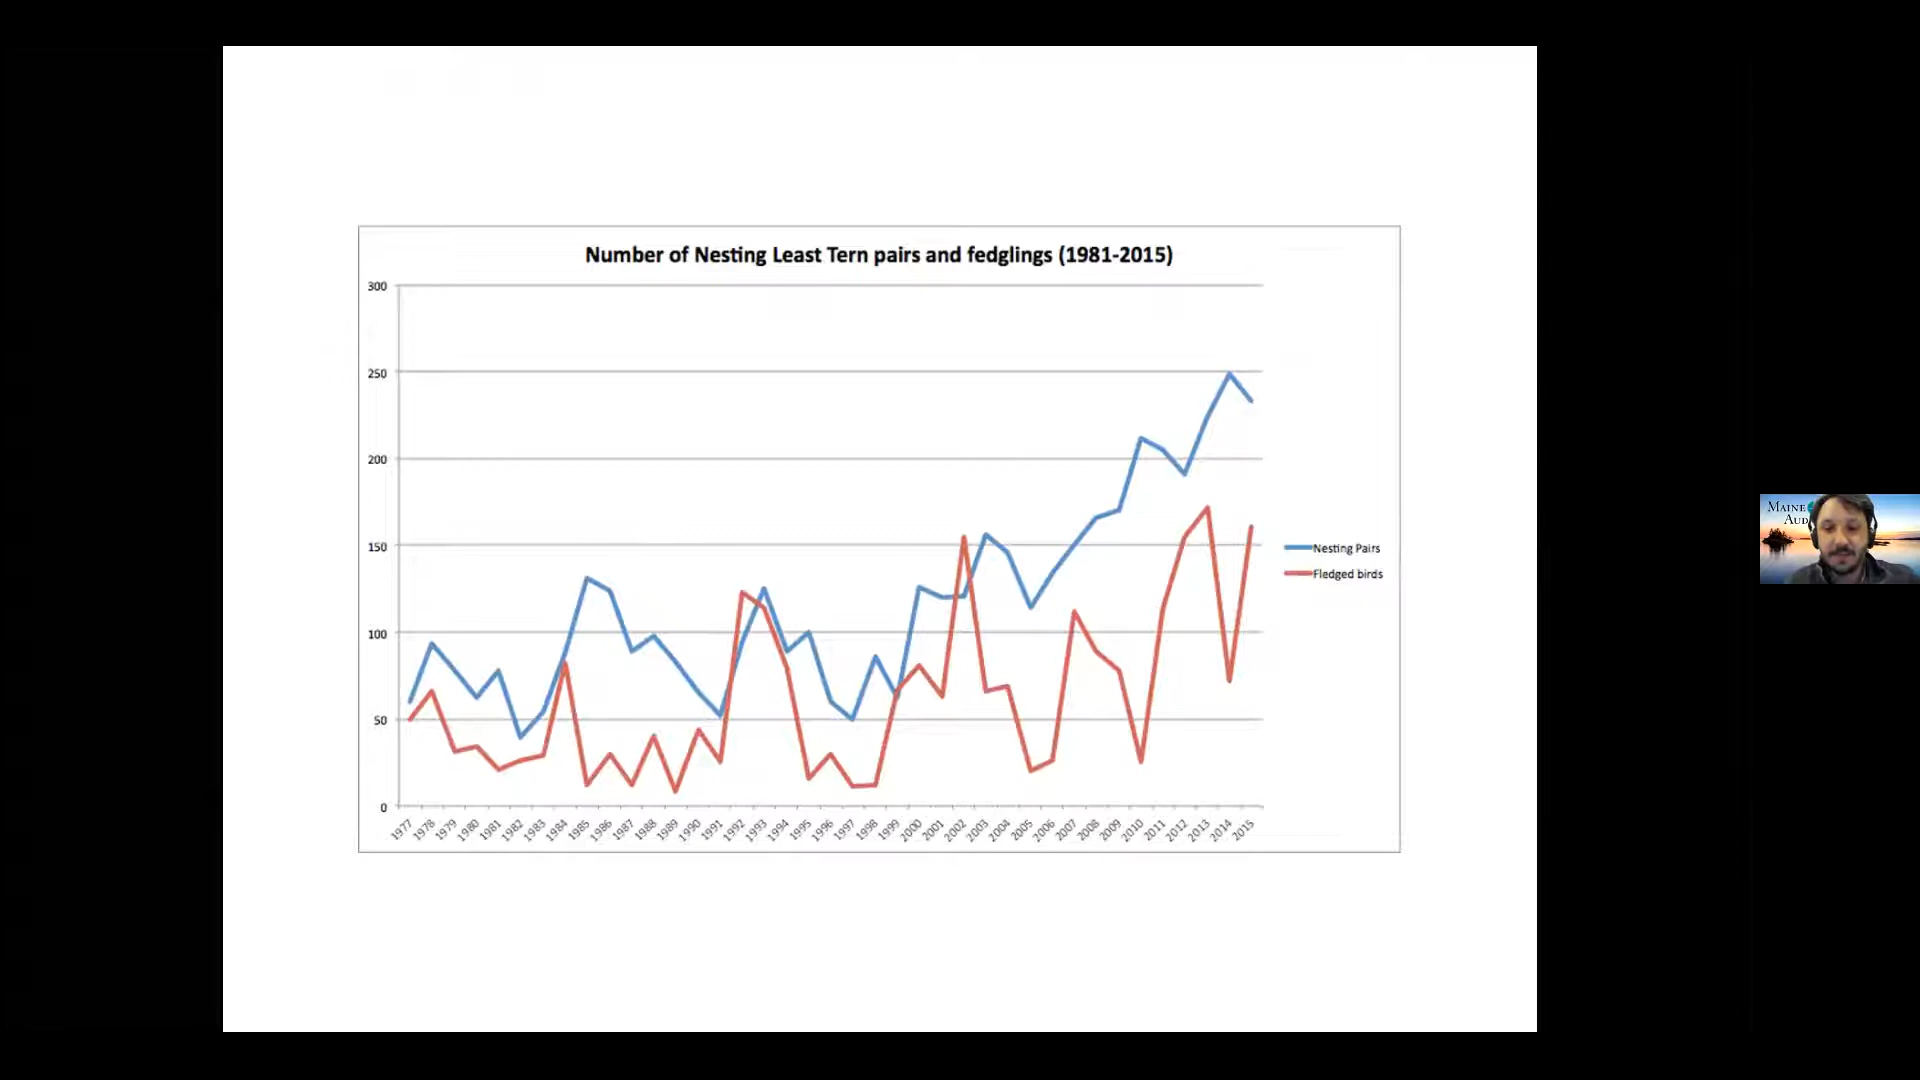 Number of Nesting Least Tern pairs and fedglings (1981-2015)
300
250
200
150
100
50
0
Nesting Pairs
Fledged birds
1977 1978 1979 1980 1981 1982 1983 1984 1985 1986 1987 1988 1989 1990 1991 1992 1993 1994 1995 1996 1997 1998 1999 2000 2001 2002 2003 2004 2005 2006 2007 2008 2009 2010 2011 2012 2013 2014 2015
MAINE
AUD